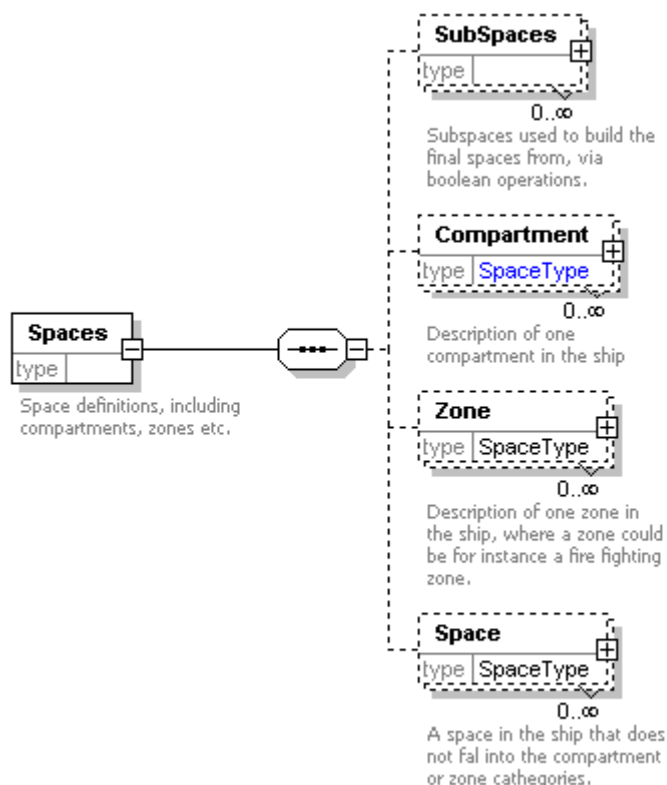 Spaces
type
Space definitions, including
compartments, zones etc.
SubSpaces
type
0..∞
Subspaces used to build the
final spaces from, via
boolean operations.
Compartment
type SpaceType
0..∞
Description of one
compartment in the ship
Zone
type SpaceType
0..∞
Description of one zone in
the ship, where a zone could
be for instance a fire fighting
zone.
Space
type SpaceType
0..∞
A space in the ship that does
not fal into the compartment
or zone cathegories.